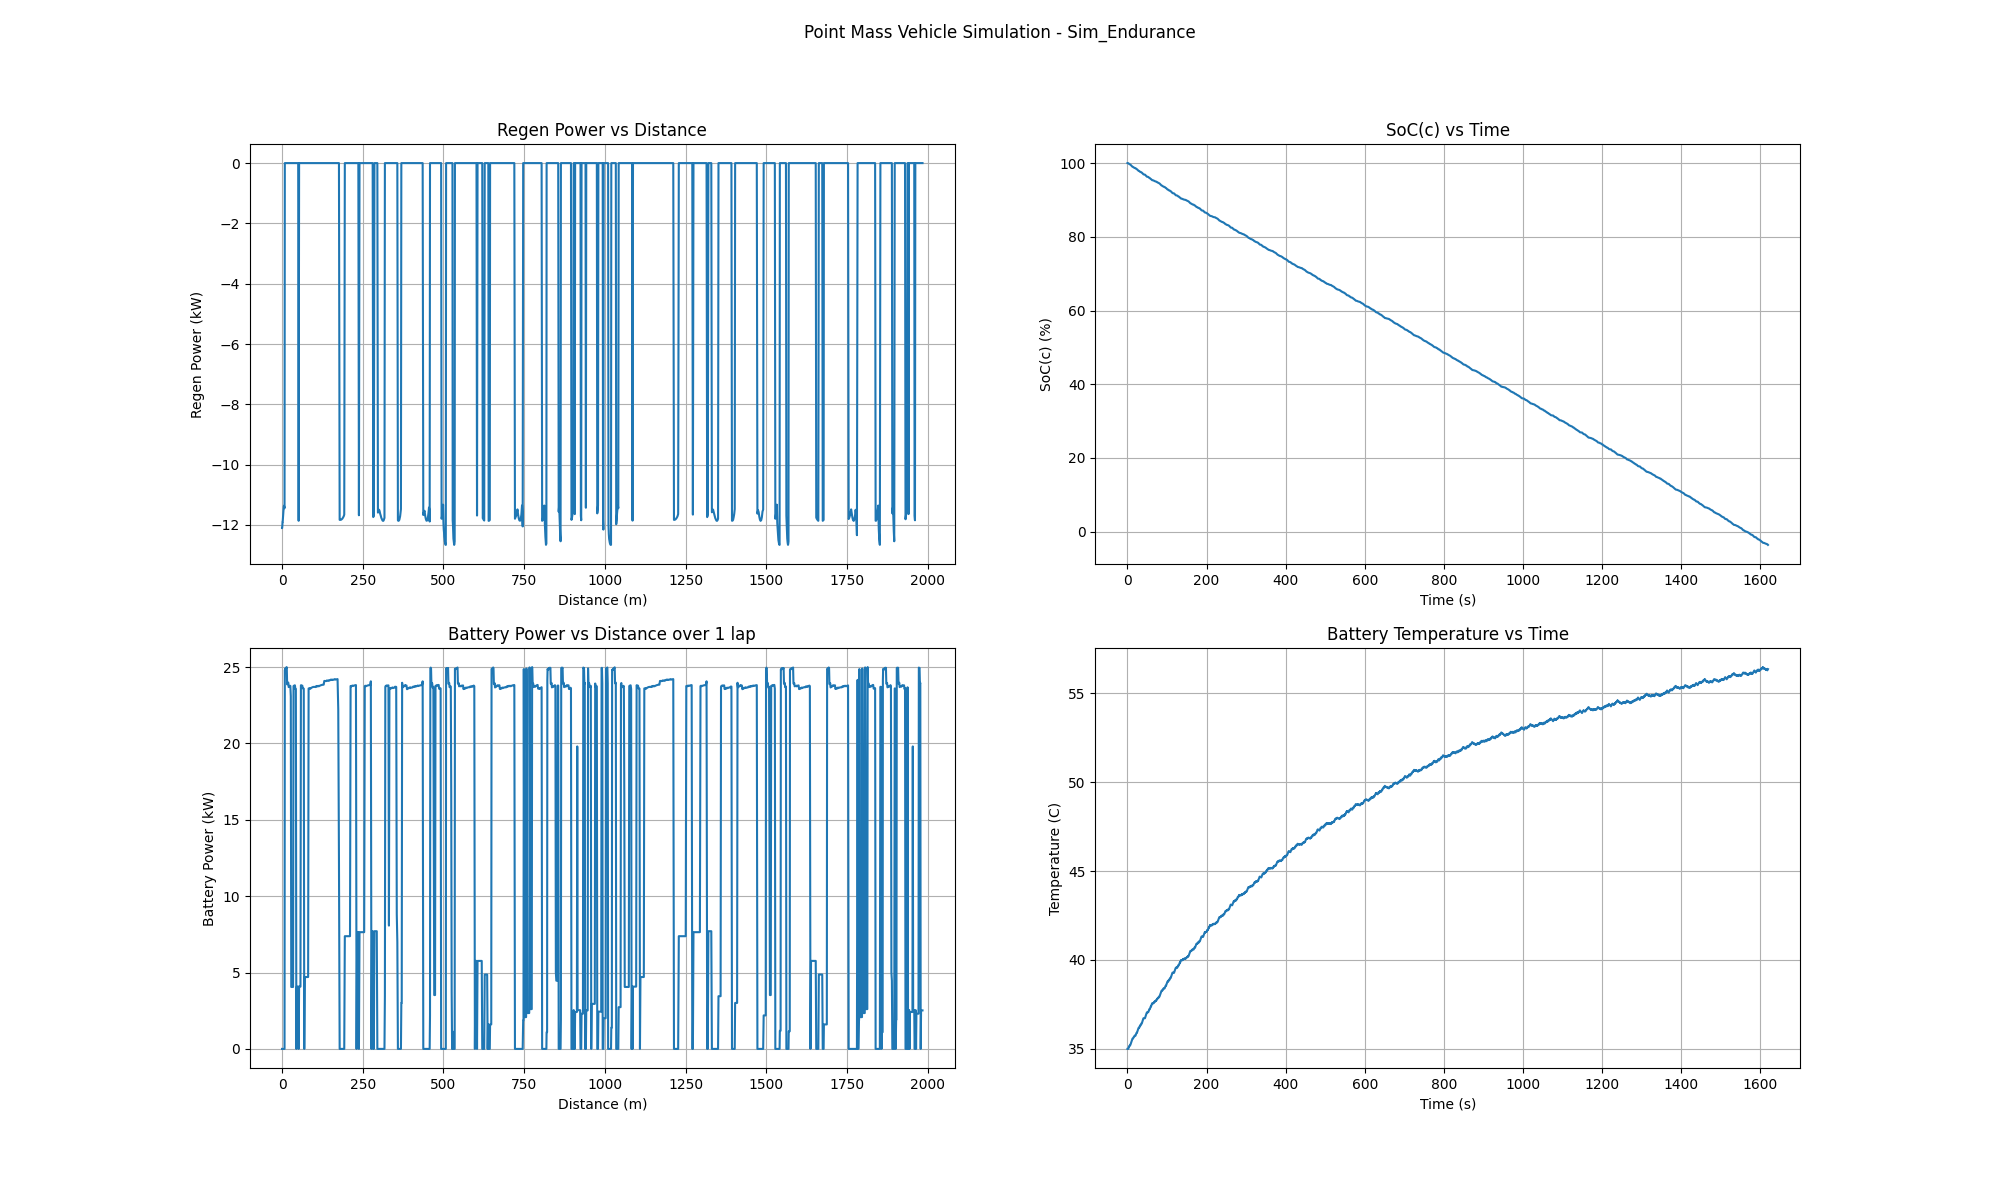 Point Mass Vehicle Simulation - Sim_Endurance
Regen Power vs Distance
Regen Power (kW)
0
−2
−4
−6
−8
−10
−12
0 250 500 750 1000 1250 1500 1750 2000
Distance (m)
SoC(c) vs Time
SoC(c) (%)
100
80
60
40
20
0
0 200 400 600 800 1000 1200 1400 1600
Time (s)
Battery Power vs Distance over 1 lap
Battery Power (kW)
25
20
15
10
5
0
0 250 500 750 1000 1250 1500 1750 2000
Distance (m)
Battery Temperature vs Time
Temperature (C)
55
50
45
40
35
0 200 400 600 800 1000 1200 1400 1600
Time (s)